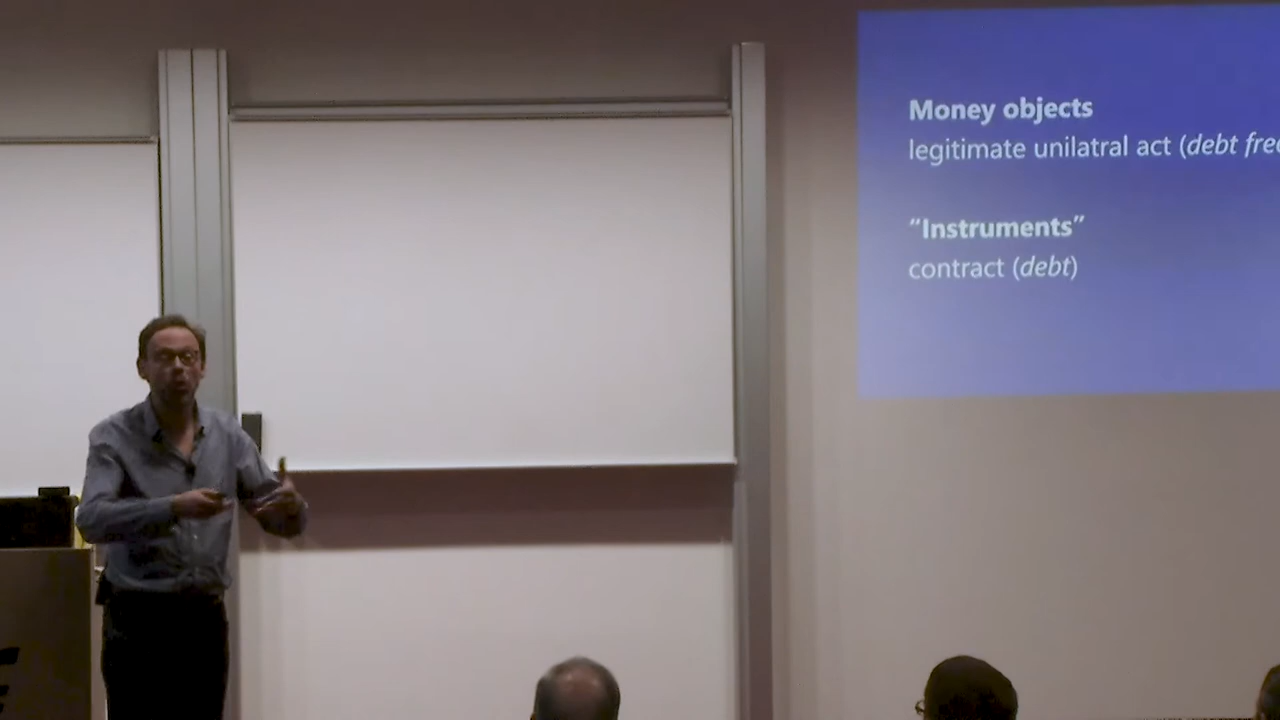 Money objects
legitimate unilatral act (debt free
“Instruments”
contract (debt)